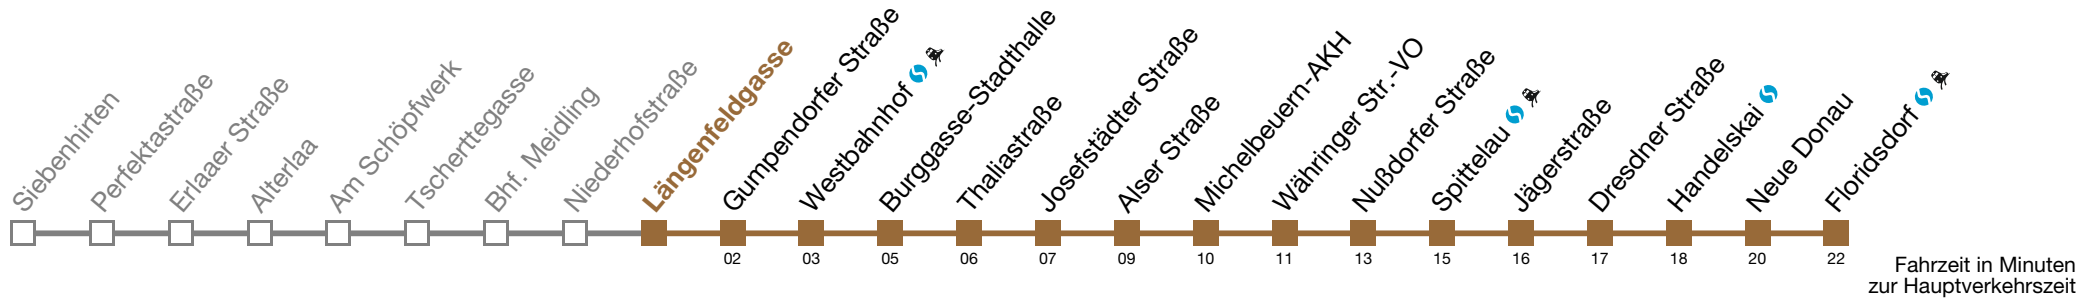 Siebenhirten
Perfektastraße
Erlaaer Straße
Alterlaa
Am Schöpfwerk
Tscherttegasse
Bhf. Meidling
Niederhofstraße
Längenfeldgasse
Gumpendorfer Straße
Westbahnhof
Burggasse-Stadthalle
Thaliastraße
Josefstädter Straße
Alser Straße
Michelbeuern-AKH
Währinger Str.-VO
Nußdorfer Straße
Spittelau
Jägerstraße
Dresdner Straße
Handelskai
Neue Donau
Floridsdorf
02 03 05 06 07 09 10 11 13 15 16 17 18 20 22
Fahrzeit in Minuten
zur Hauptverkehrszeit